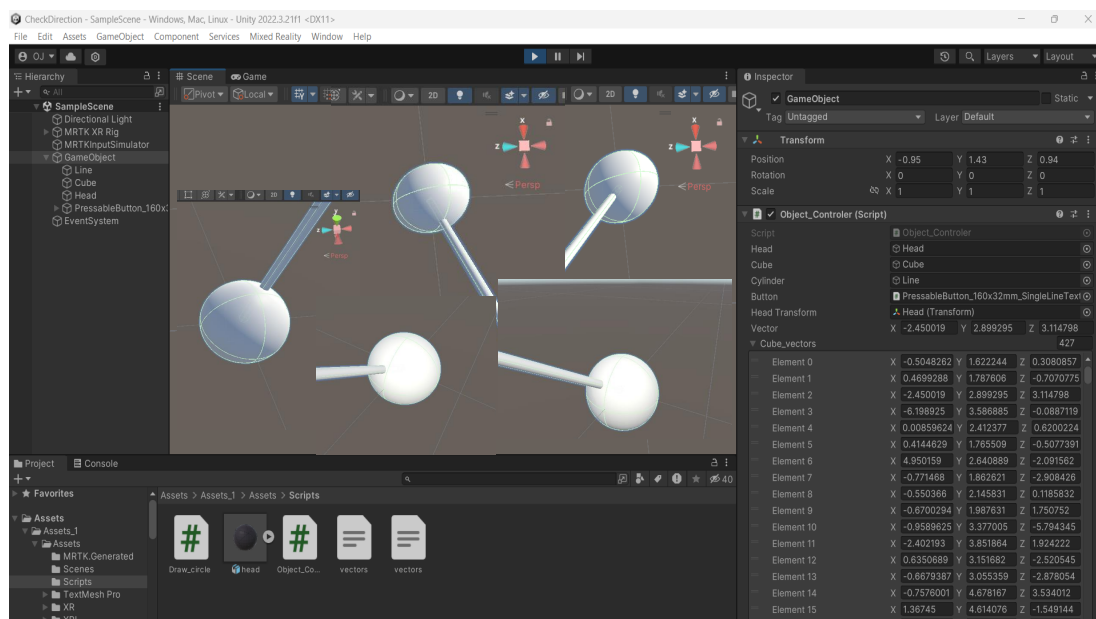 CheckDirection - SampleScene - Windows, Mac, Linux - Unity 2022.3.21f1 <DX11>
File Edit Assets GameObject Component Services Mixed Reality Window Help
OJ Layers Layout
Hierarchy
All
SampleScene
Directional Light
MRTK XR Rig
MRTKInputSimulator
GameObject
Line
Cube
Head
PressableButton_160x
EventSystem
Scene Game
Pivot Local 2D 2D
x x
z z
Persp Persp
2D
y
z
Persp
Inspector
GameObject Static
Tag Untagged Layer Default
Transform
Position X -0.95 Y 1.43 Z 0.94
Rotation X 0 Y 0 Z 0
Scale X 1 Y 1 Z 1
Object_Controler (Script)
Script Object_Controler
Head Head
Cube Cube
Cylinder Line
Button PressableButton_160x32mm_SingleLineText
Head Transform Head (Transform)
Vector X -2.450019 Y 2.899295 Z 3.114798
Cube_vectors 427
Element 0 X -0.5048262 Y 1.622244 Z 0.3080857
Element 1 X 0.4699288 Y 1.787606 Z -0.7070775
Element 2 X -2.450019 Y 2.899295 Z 3.114798
Element 3 X -6.198925 Y 3.586885 Z -0.0887119
Element 4 X 0.00859624 Y 2.412377 Z 0.6200224
Element 5 X 0.4144629 Y 1.765509 Z -0.5077391
Element 6 X 4.950159 Y 2.640889 Z -2.091562
Element 7 X -0.771468 Y 1.862621 Z -2.908426
Element 8 X -0.550366 Y 2.145831 Z 0.1185832
Element 9 X -0.6700294 Y 1.987631 Z 1.750752
Element 10 X -0.9589625 Y 3.377005 Z -5.794345
Element 11 X -2.402193 Y 3.851864 Z 1.924222
Element 12 X 0.6350689 Y 3.151682 Z -2.520545
Element 13 X -0.6679387 Y 3.055359 Z -2.878054
Element 14 X -0.7576001 Y 4.678167 Z 3.534012
Element 15 X 1.36745 Y 4.614076 Z -1.549144
Project Console
40
Favorites
Assets
Assets_1
Assets
MRTK.Generated
Scenes
Scripts
TextMesh Pro
XR
Assets > Assets_1 > Assets > Scripts
Draw_circle head Object_Co... vectors vectors